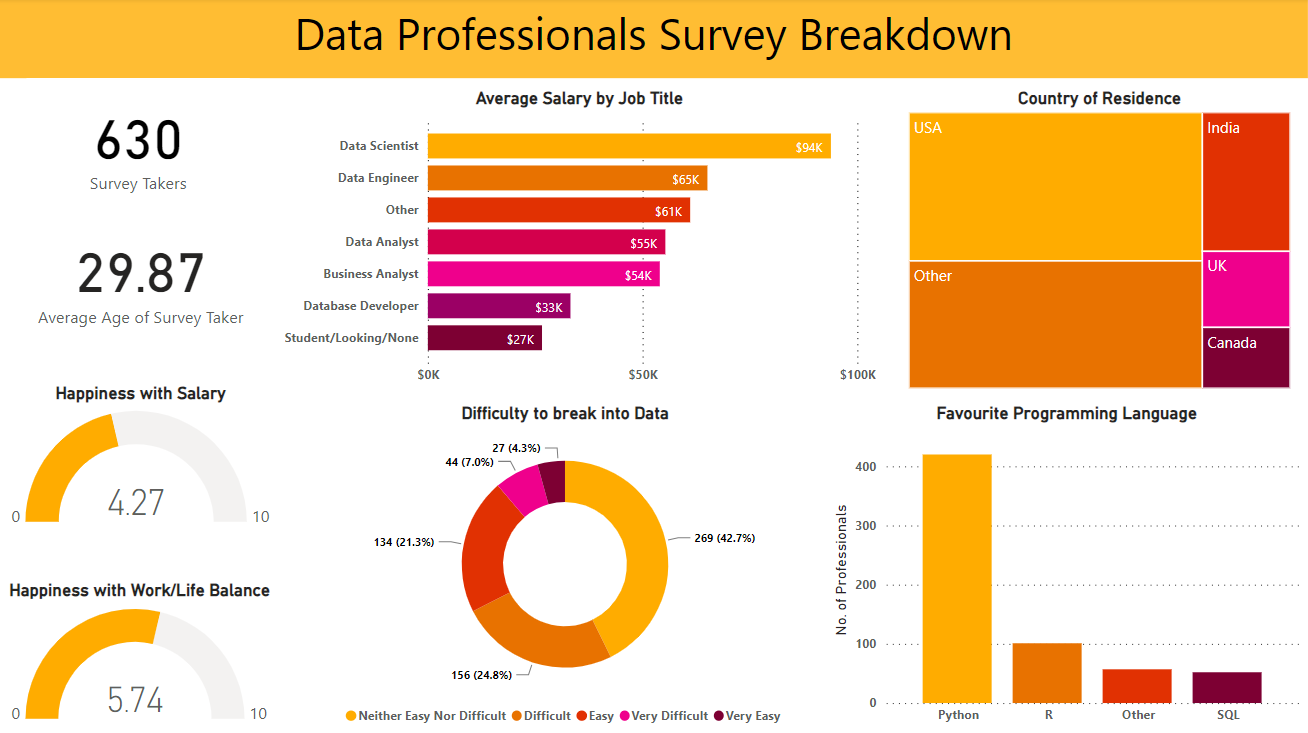 Data Professionals Survey Breakdown
630
Survey Takers
29.87
Average Age of Survey Taker
Happiness with Salary
0
4.27
10
Happiness with Work/Life Balance
0
5.74
10
Average Salary by Job Title
Data Scientist
$94K
Data Engineer
$65K
Other
$61K
Data Analyst
$55K
Business Analyst
$54K
Database Developer
$33K
Student/Looking/None
$27K
$0K
$50K
$100K
Country of Residence
USA
Other
India
UK
Canada
Difficulty to break into Data
27 (4.3%)
44 (7.0%)
134 (21.3%)
269 (42.7%)
156 (24.8%)
Neither Easy Nor Difficult Difficult Easy Very Difficult Very Easy
Favourite Programming Language
No. of Professionals
400
300
200
100
0
Python R Other SQL